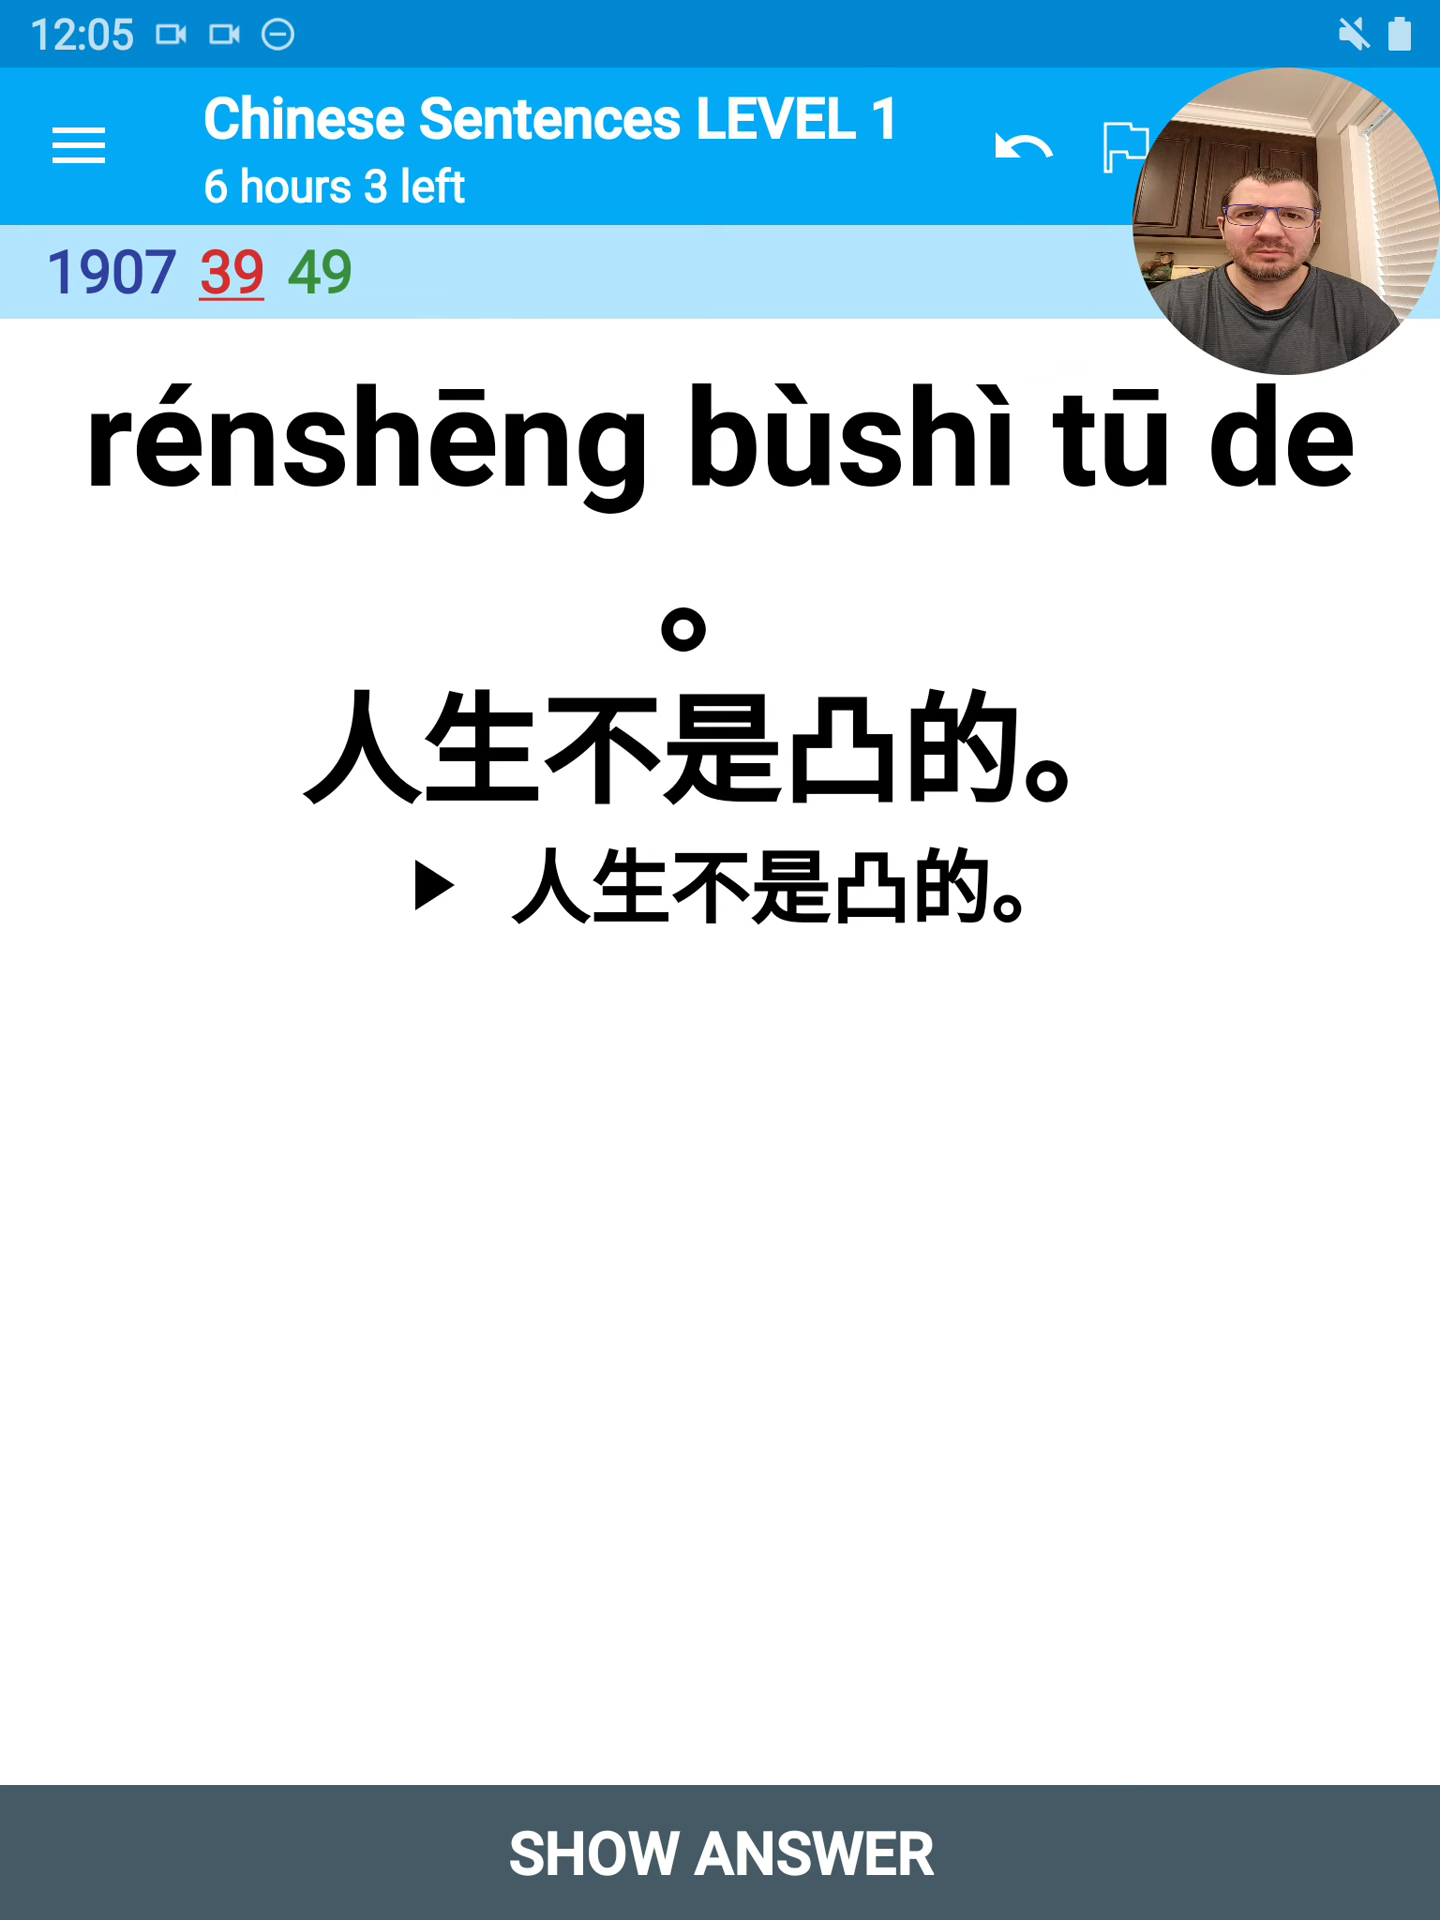 12:05
Chinese Sentences LEVEL 1
6 hours 3 left
1907 39 49
rénshēng bùshì tū de
。
人生不是凸的。
人生不是凸的。
SHOW ANSWER